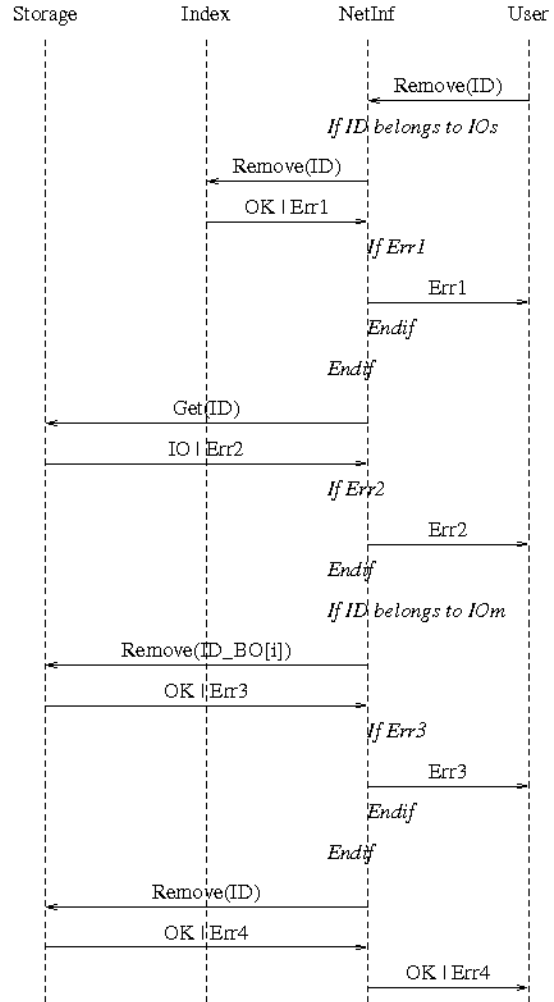 Storage Index NetInf User
Remove(ID)
If ID belongs to IOs
Remove(ID)
OK | Err1
If Err1
Err1
Endif
Endif
Get(ID)
IO | Err2
If Err2
Err2
Endif
If ID belongs to IOm
Remove(ID_BO[i])
OK | Err3
If Err3
Err3
Endif
Endif
Remove(ID)
OK | Err4
OK | Err4